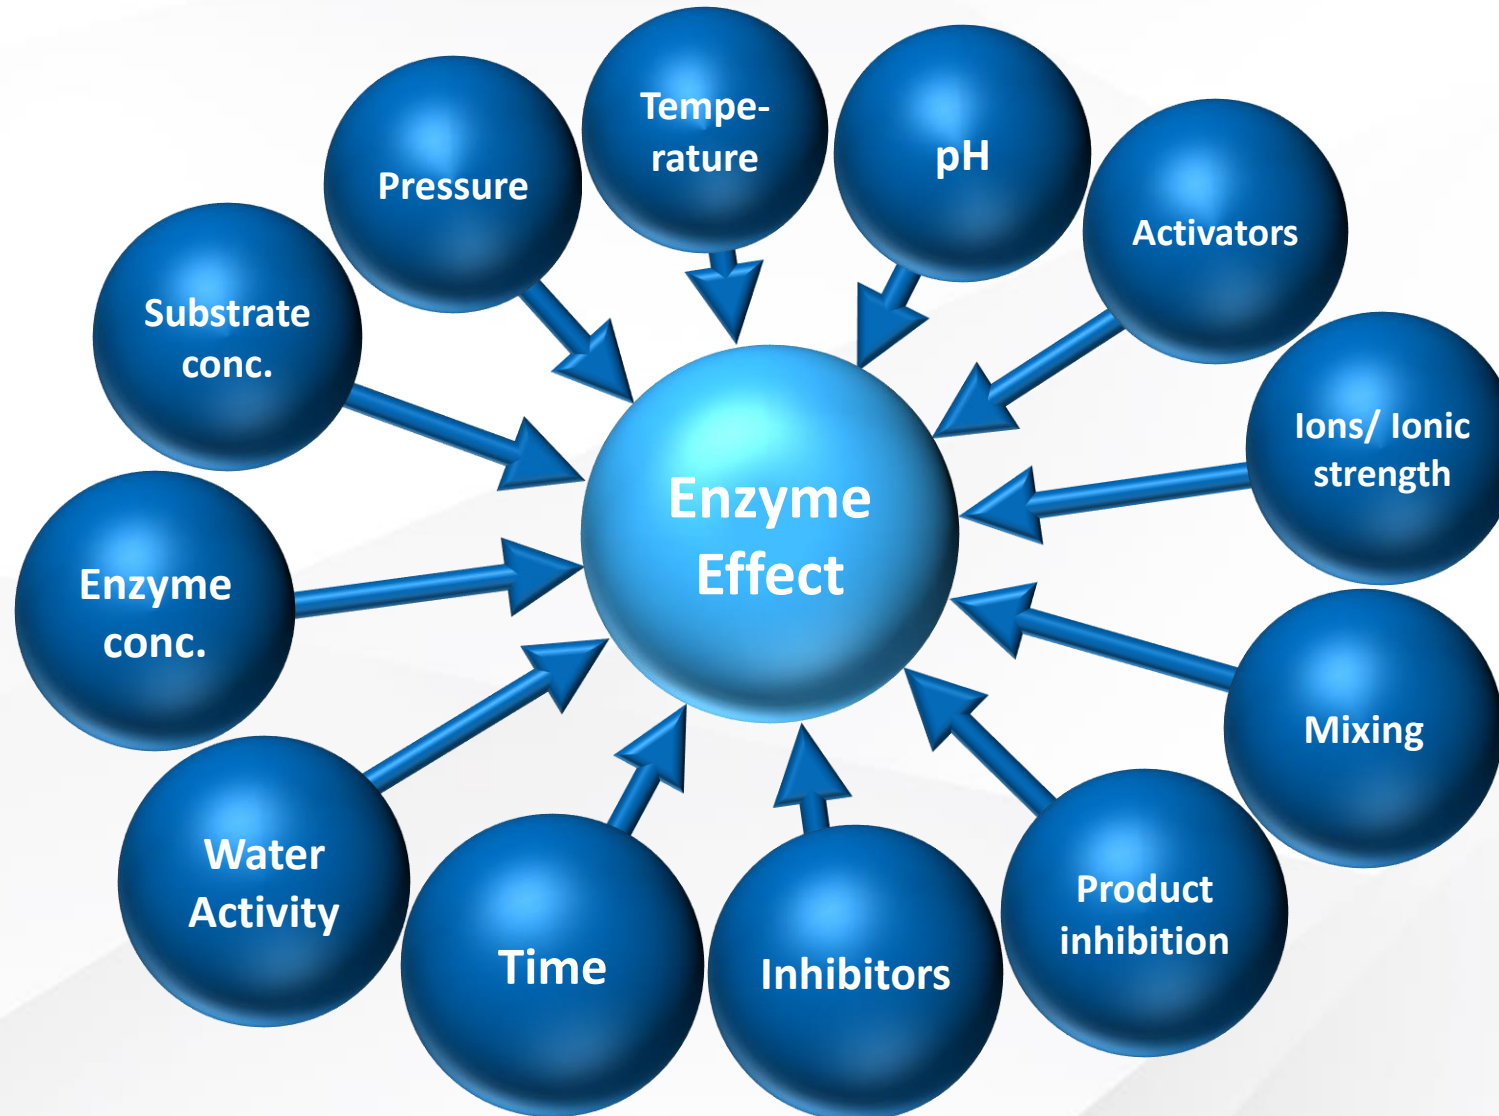 Tempe-
rature
pH
Pressure
Activators
Substrate
conc.
Ions/ Ionic
strength
Enzyme
Effect
Enzyme
conc.
Mixing
Water
Activity
Product
inhibition
Time
Inhibitors